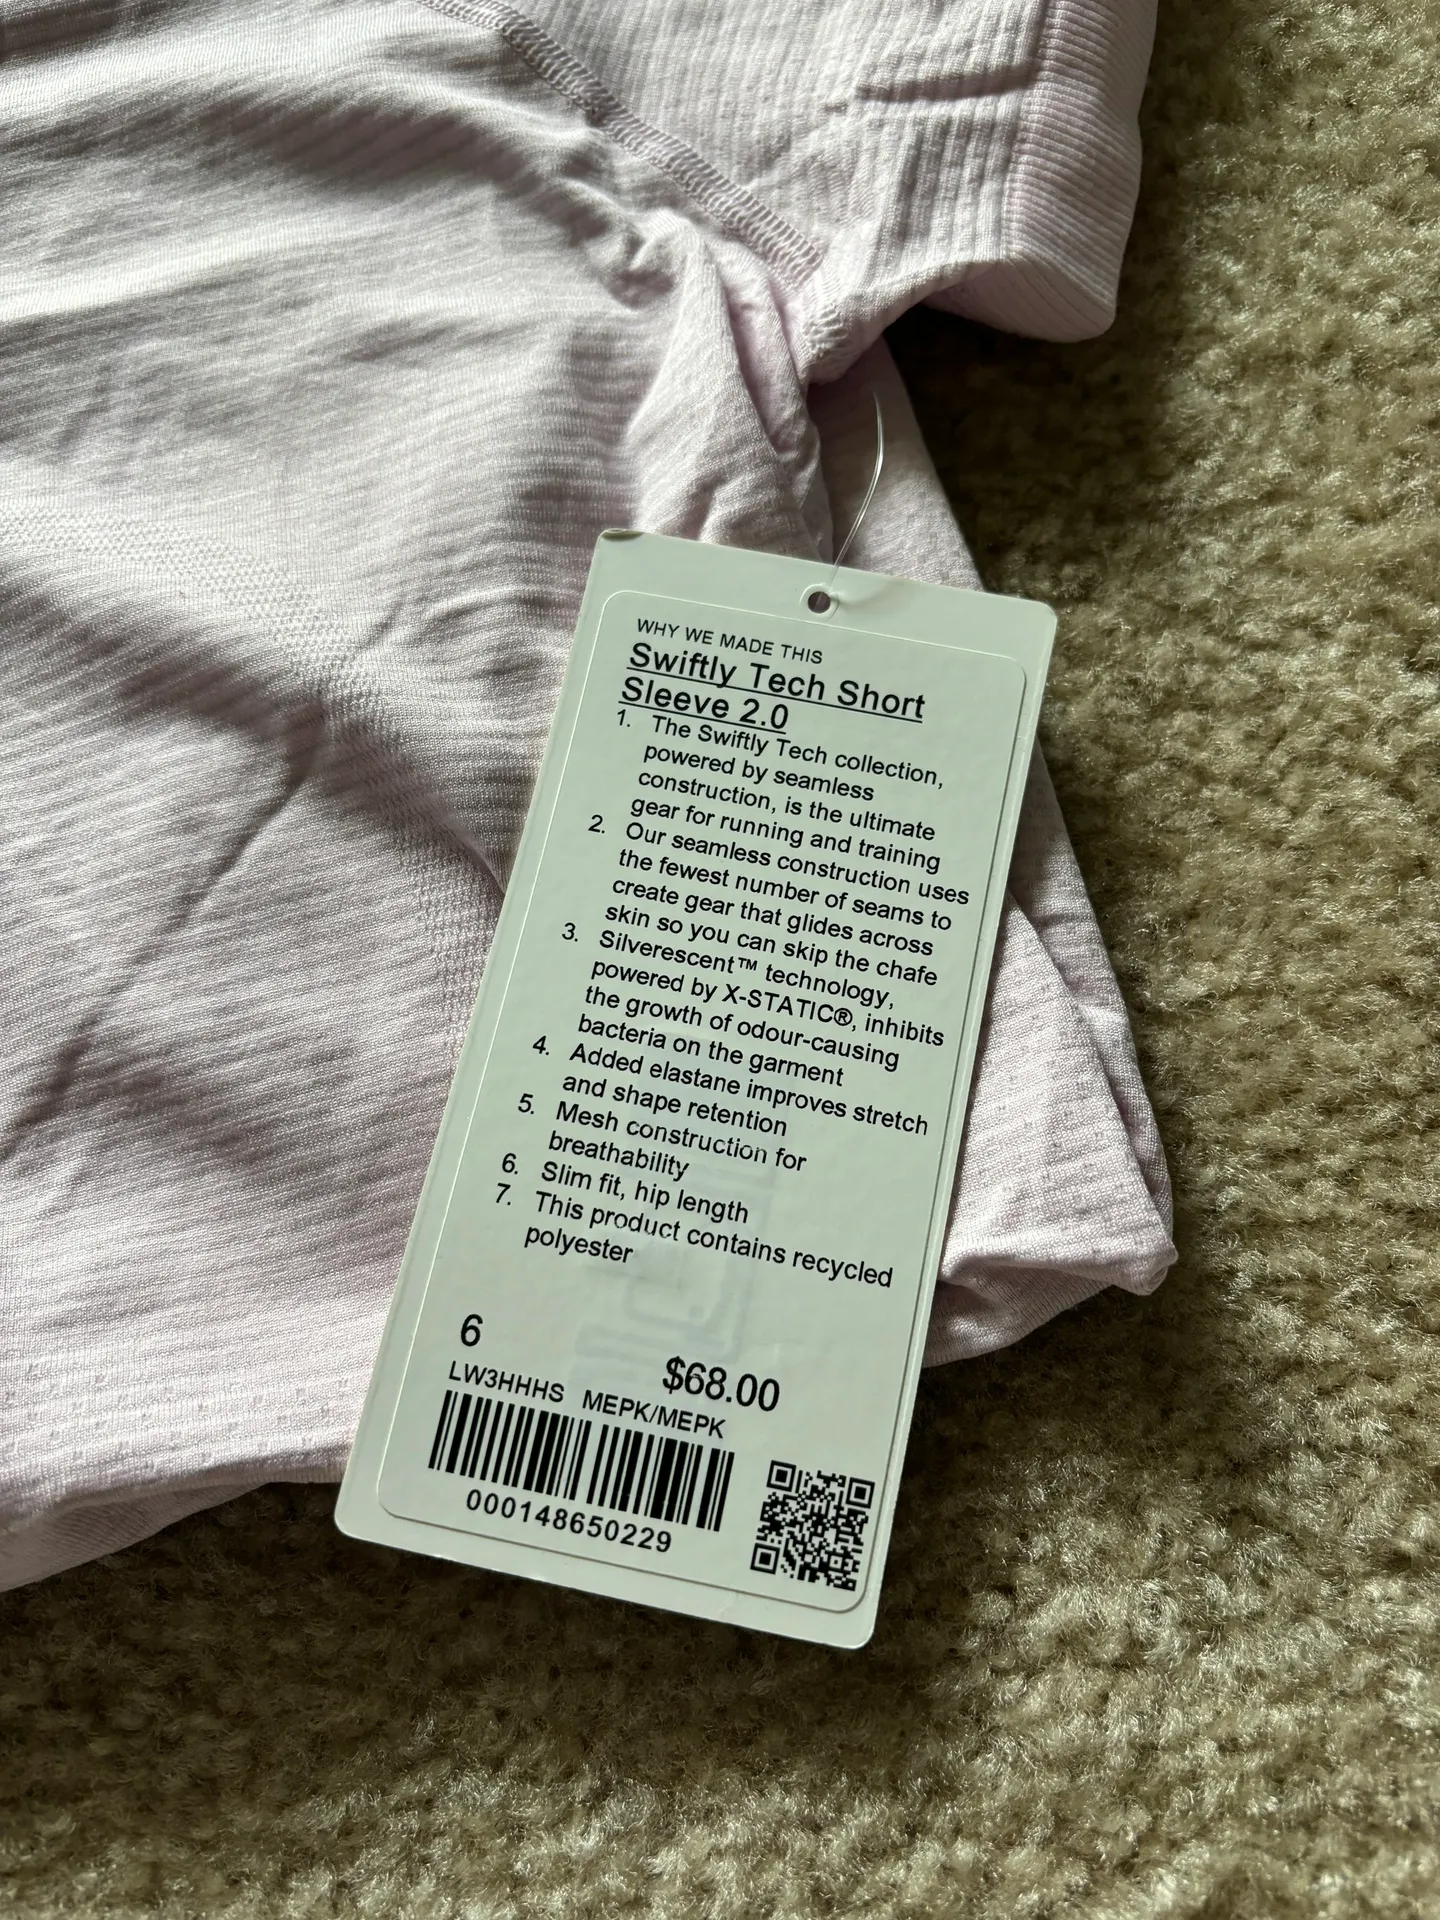 WHY WE MADE THIS
Swiftly Tech Short
Sleeve 2.0
1. The Swiftly Tech collection,
powered by seamless
construction, is the ultimate
gear for running and training
2. Our seamless construction uses
the fewest number of seams to
create gear that glides across
skin so you can skip the chafe
3. Silverescent™ technology,
powered by X-STATIC®, inhibits
the growth of odour-causing
bacteria on the garment
4. Added elastane improves stretch
and shape retention
5. Mesh construction for
breathability
6. Slim fit, hip length
7. This product contains recycled
polyester
6
$68.00
LW3HHHS MEPK/MEPK
000148650229